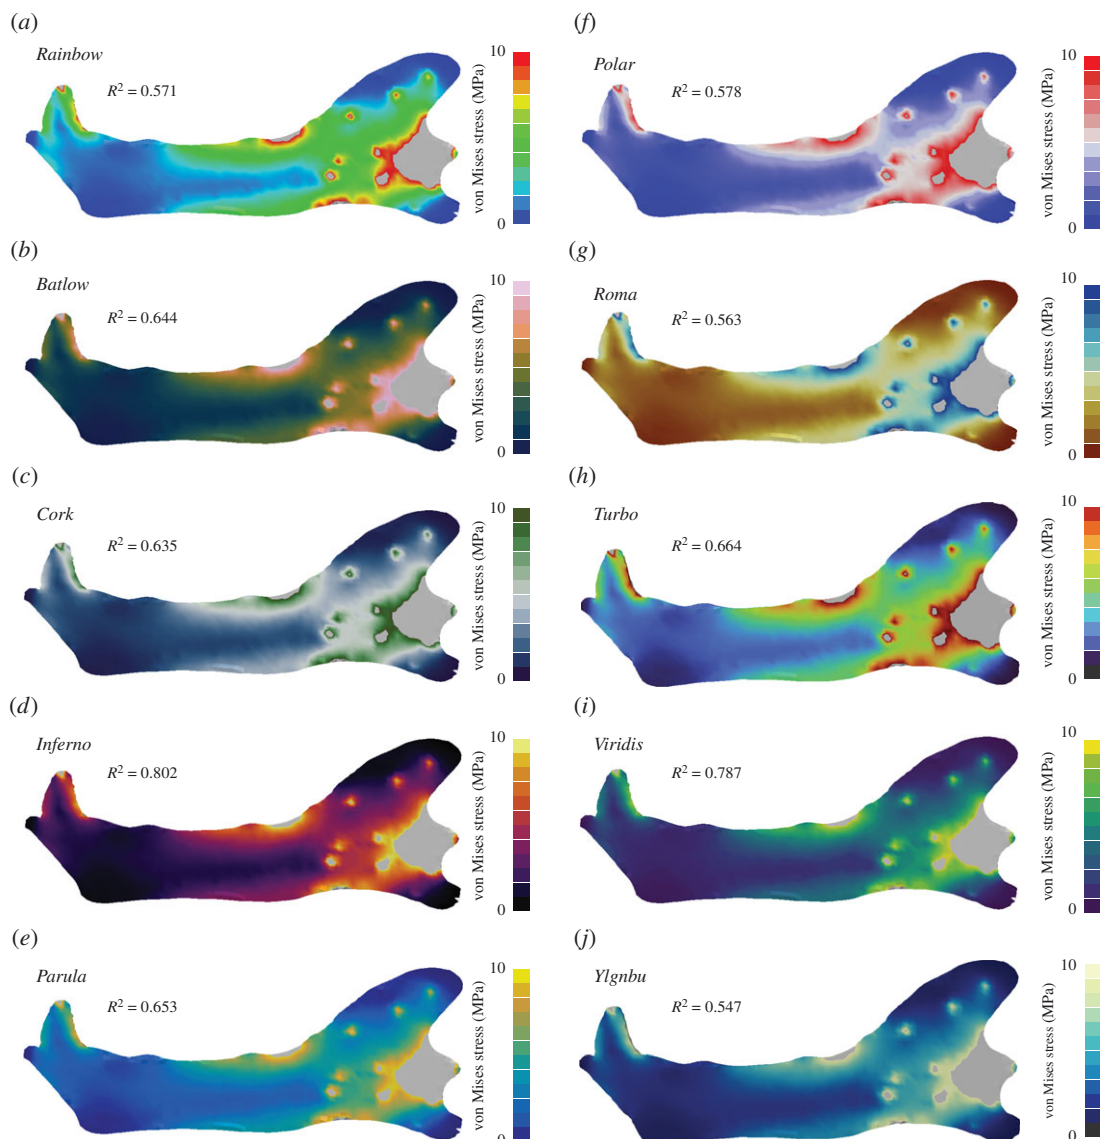 (a)
Rainbow
R² = 0.571
10
von Mises stress (MPa)
0
(f)
Polar
R² = 0.578
10
von Mises stress (MPa)
0
(b)
Batlow
R² = 0.644
10
von Mises stress (MPa)
0
(g)
Roma
R² = 0.563
10
von Mises stress (MPa)
0
(c)
Cork
R² = 0.635
10
von Mises stress (MPa)
0
(h)
Turbo
R² = 0.664
10
von Mises stress (MPa)
0
(d)
Inferno
R² = 0.802
10
von Mises stress (MPa)
0
(i)
Viridis
R² = 0.787
10
von Mises stress (MPa)
0
(e)
Parula
R² = 0.653
10
von Mises stress (MPa)
0
(j)
Ylgnbu
R² = 0.547
10
von Mises stress (MPa)
0